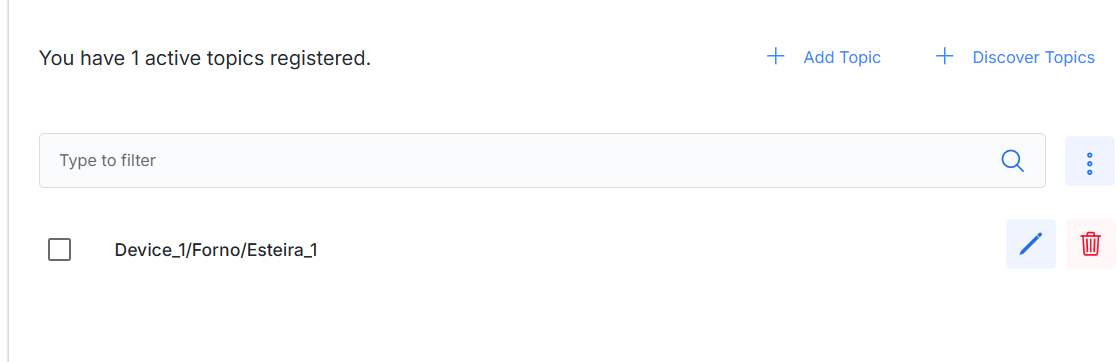 You have 1 active topics registered.
Add Topic
Discover Topics
Type to filter
Device_1/Forno/Esteira_1